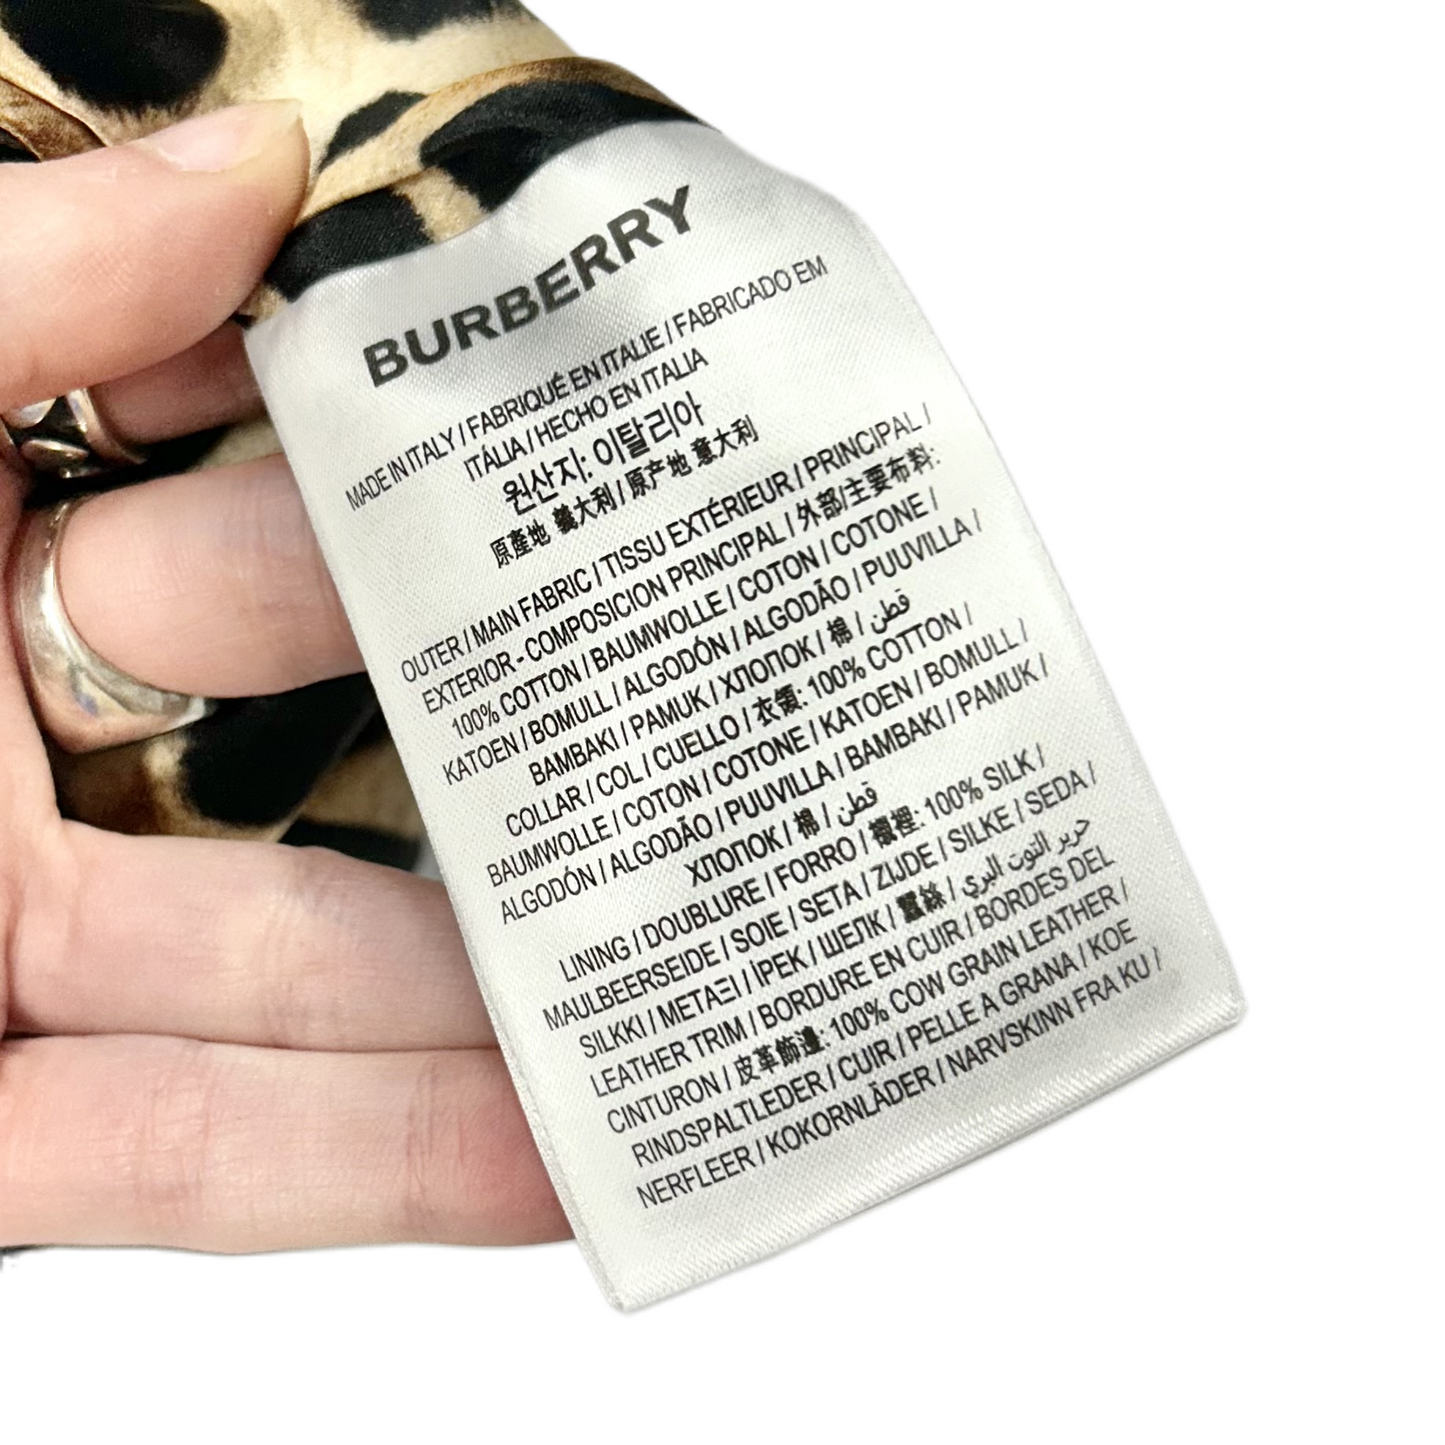 BURBERRY
MADE IN ITALY / FABRIQUÉ EN ITALIE / FABRICADO EM
ITÁLIA / HECHO EN ITALIA
원산지: 이탈리아
原產地 義大利 / 原产地 意大利
OUTER / MAIN FABRIC / TISSU EXTÉRIEUR / PRINCIPAL /
EXTERIOR - COMPOSICION PRINCIPAL / 外部/主要布料:
100% COTTON / BAUMWOLLE / COTON / COTONE /
KATOEN / BOMULL / ALGODÓN / ALGODÃO / PUUVILLA /
BAMBAKI / PAMUK / ХЛОПОК / 棉 / قطن
COLLAR / COL / CUELLO / 衣領: 100% COTTON /
BAUMWOLLE / COTON / COTONE / KATOEN / BOMULL /
ALGODÓN / ALGODÃO / PUUVILLA / BAMBAKI / PAMUK /
ХЛОПОК / 棉 / قطن
LINING / DOUBLURE / FORRO / 襯裡: 100% SILK /
MAULBEERSEIDE / SOIE / SETA / ZIJDE / SILKE / SEDA /
SILKKI / ΜΕΤΑΞΙ / İPEK / ШЕЛК / 蠶絲 / حرير التوت البري
LEATHER TRIM / BORDURE EN CUIR / BORDES DEL
CINTURON / 皮革飾邊: 100% COW GRAIN LEATHER /
RINDSPALTLEDER / CUIR / PELLE A GRANA / KOE
NERFLEER / KOKORNLÄDER / NARVSKINN FRA KU /